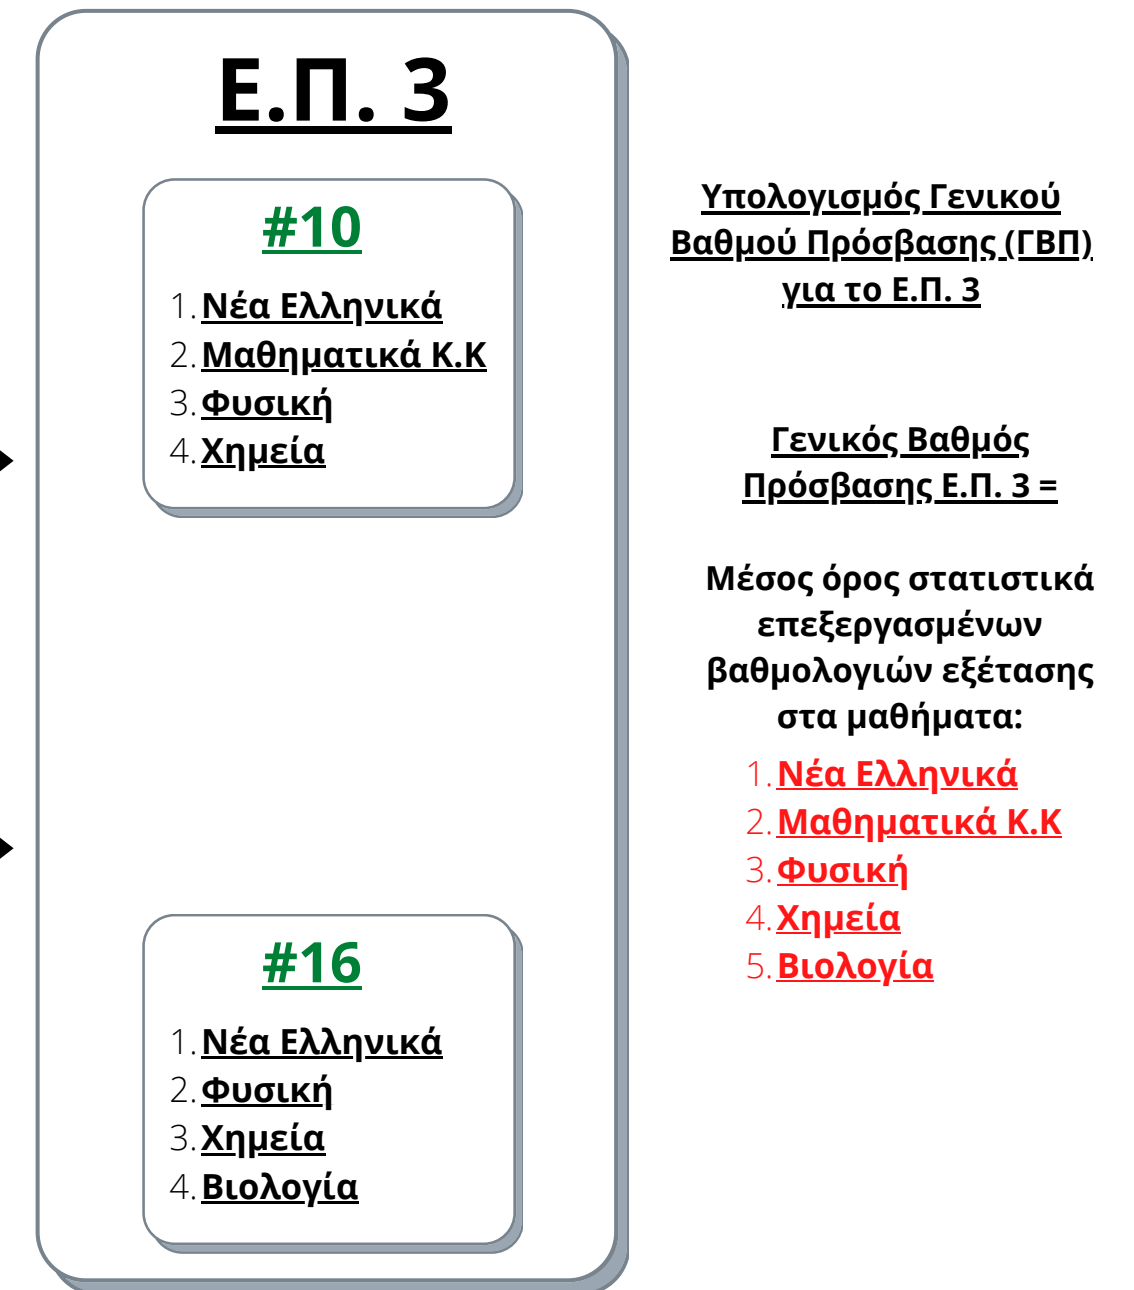 Ε.Π. 3
#10
1. Νέα Ελληνικά
2. Μαθηματικά Κ.Κ
3. Φυσική
4. Χημεία
#16
1. Νέα Ελληνικά
2. Φυσική
3. Χημεία
4. Βιολογία
Υπολογισμός Γενικού
Βαθμού Πρόσβασης (ΓΒΠ)
για το Ε.Π. 3
Γενικός Βαθμός
Πρόσβασης Ε.Π. 3 =
Μέσος όρος στατιστικά
επεξεργασμένων
βαθμολογιών εξέτασης
στα μαθήματα:
1. Νέα Ελληνικά
2. Μαθηματικά Κ.Κ
3. Φυσική
4. Χημεία
5. Βιολογία